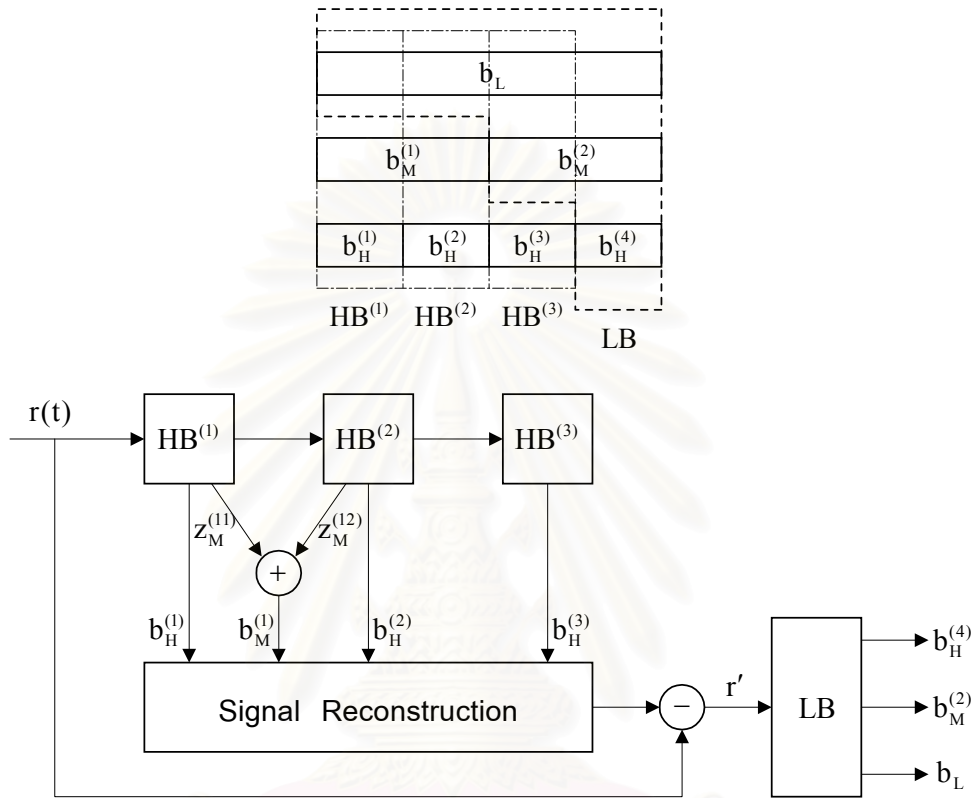 b_L
b_M^(1) b_M^(2)
b_H^(1) b_H^(2) b_H^(3) b_H^(4)
HB^(1) HB^(2) HB^(3)
LB
r(t)
HB^(1) HB^(2) HB^(3)
z_M^(11) z_M^(12)
+
b_H^(1) b_M^(1) b_H^(2) b_H^(3)
Signal Reconstruction
−
r′
LB
b_H^(4)
b_M^(2)
b_L